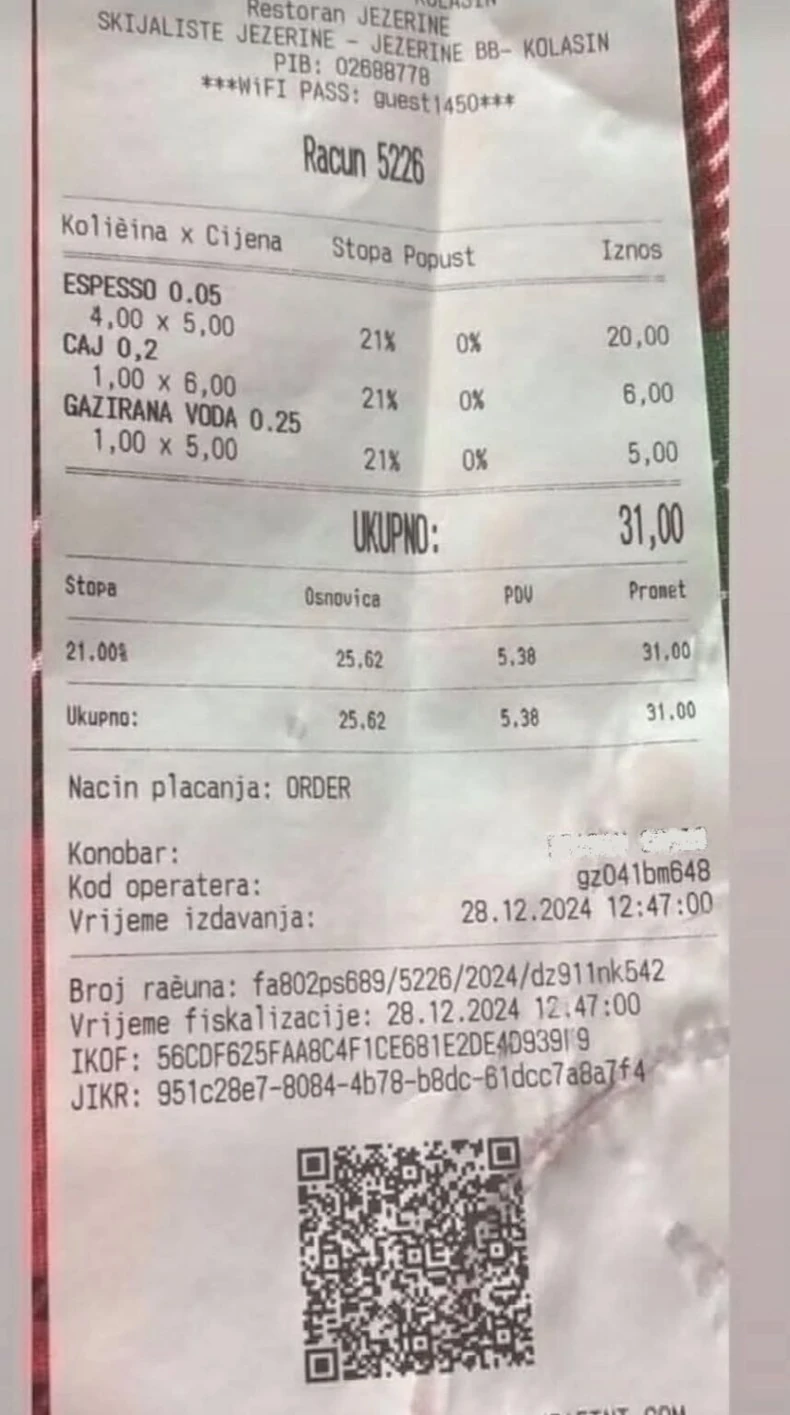 Restoran JEZERINE
SKIJALISTE JEZERINE - JEZERINE BB- KOLASIN
PIB: 02688778
***WiFI PASS: guest1450***
Racun 5226
Kolièina x Cijena Stopa Popust Iznos
ESPESSO 0.05
4,00 x 5,00 21% 0% 20,00
CAJ 0,2
1,00 x 6,00 21% 0% 6,00
GAZIRANA VODA 0.25
1,00 x 5,00 21% 0% 5,00
UKUPNO: 31,00
Stopa Osnovica PDV Promet
21.00% 25.62 5.38 31.00
Ukupno: 25.62 5.38 31.00
Nacin placanja: ORDER
Konobar:
Kod operatera: gz041bm648
Vrijeme izdavanja: 28.12.2024 12:47:00
Broj raèuna: fa802ps689/5226/2024/dz911nk542
Vrijeme fiskalizacije: 28.12.2024 12:47:00
IKOF:
JIKR: 951c28e7-8084-4b78-b8dc-61dcc7a8a7f4